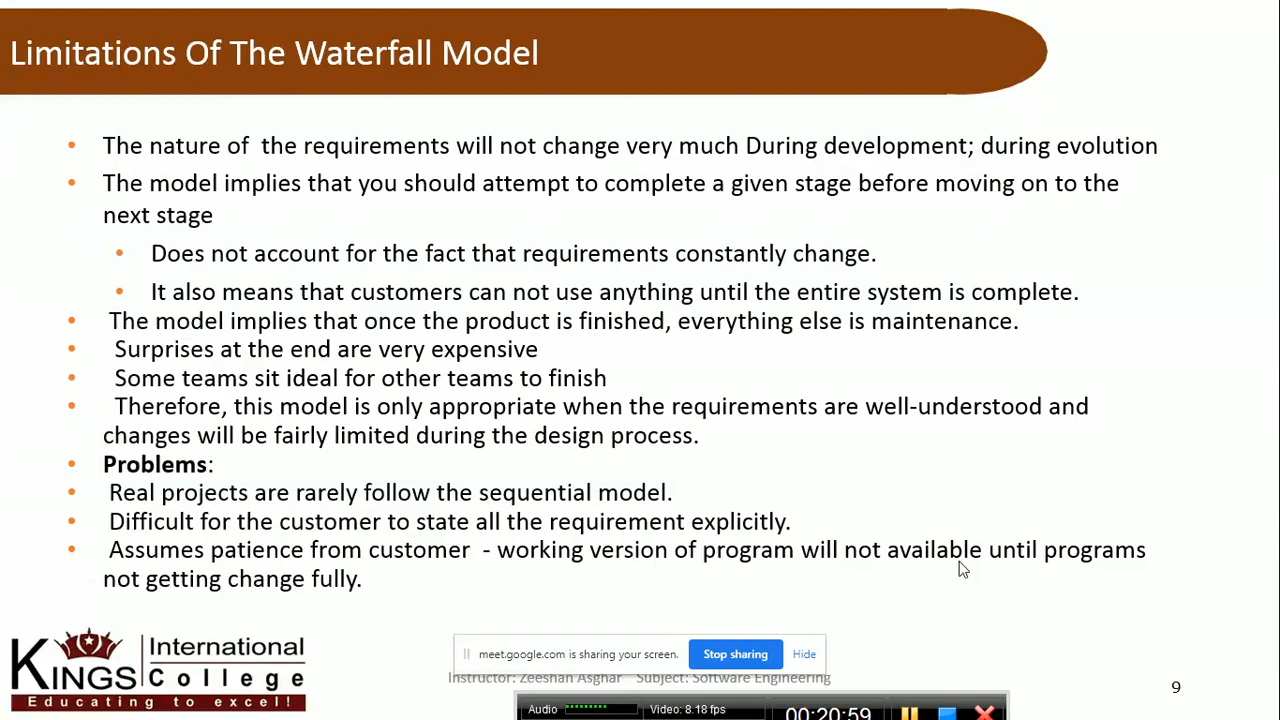 Limitations Of The Waterfall Model
The nature of the requirements will not change very much During development; during evolution
The model implies that you should attempt to complete a given stage before moving on to the
next stage
Does not account for the fact that requirements constantly change.
It also means that customers can not use anything until the entire system is complete.
The model implies that once the product is finished, everything else is maintenance.
Surprises at the end are very expensive
Some teams sit ideal for other teams to finish
Therefore, this model is only appropriate when the requirements are well-understood and
changes will be fairly limited during the design process.
Problems:
Real projects are rarely follow the sequential model.
Difficult for the customer to state all the requirement explicitly.
Assumes patience from customer - working version of program will not available until programs
not getting change fully.
KINGS International
College
Educating to excel!
meet.google.com is sharing your screen. Stop sharing Hide
Instructor: Zeeshan Asghar Subject: Software Engineering
9
Audio Video: 8.18 fps 00:20:59